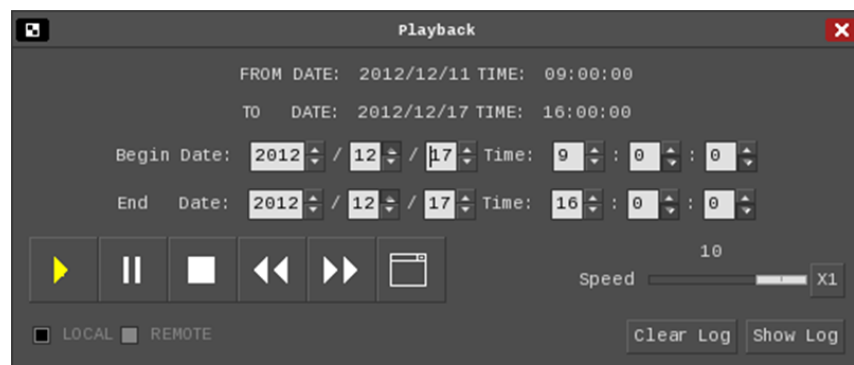 Playback
FROM DATE: 2012/12/11 TIME: 09:00:00
TO DATE: 2012/12/17 TIME: 16:00:00
Begin Date: 2012 / 12 / 17 Time: 9 : 0 : 0
End Date: 2012 / 12 / 17 Time: 16 : 0 : 0
10
Speed X1
LOCAL REMOTE Clear Log Show Log